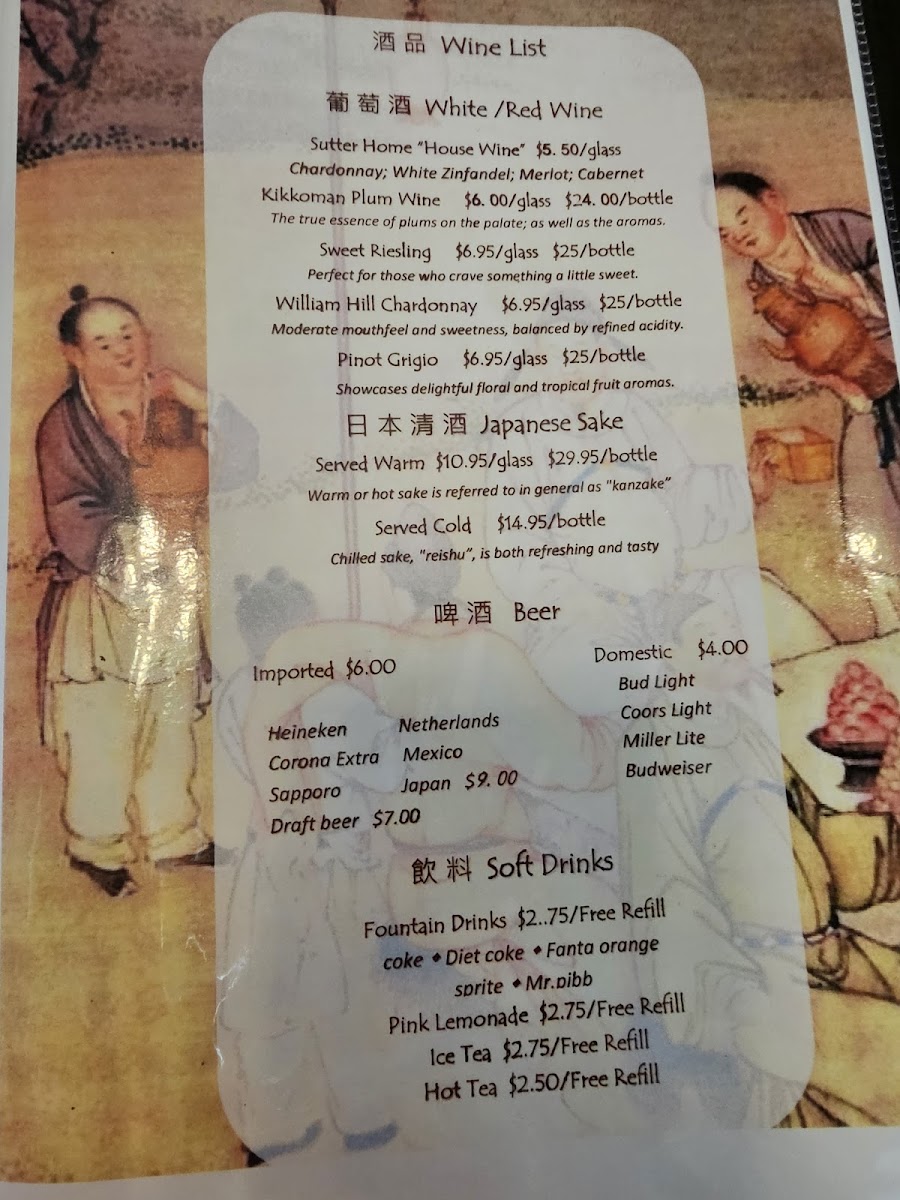 酒品 Wine List
葡萄酒 White /Red Wine
Sutter Home "House Wine" $5. 50/glass
Chardonnay; White Zinfandel; Merlot; Cabernet
Kikkoman Plum Wine $6. 00/glass $24. 00/bottle
The true essence of plums on the palate; as well as the aromas.
Sweet Riesling $6.95/glass $25/bottle
Perfect for those who crave something a little sweet.
William Hill Chardonnay $6.95/glass $25/bottle
Moderate mouthfeel and sweetness, balanced by refined acidity.
Pinot Grigio $6.95/glass $25/bottle
Showcases delightful floral and tropical fruit aromas.
日本清酒 Japanese Sake
Served Warm $10.95/glass $29.95/bottle
Warm or hot sake is referred to in general as "kanzake"
Served Cold $14.95/bottle
Chilled sake, "reishu", is both refreshing and tasty
啤酒 Beer
Imported $6.00
Heineken Netherlands
Corona Extra Mexico
Sapporo Japan $9. 00
Draft beer $7.00
Domestic $4.00
Bud Light
Coors Light
Miller Lite
Budweiser
飲料 Soft Drinks
Fountain Drinks $2..75/Free Refill
coke • Diet coke • Fanta orange
sprite • Mr.pibb
Pink Lemonade $2.75/Free Refill
Ice Tea $2.75/Free Refill
Hot Tea $2.50/Free Refill